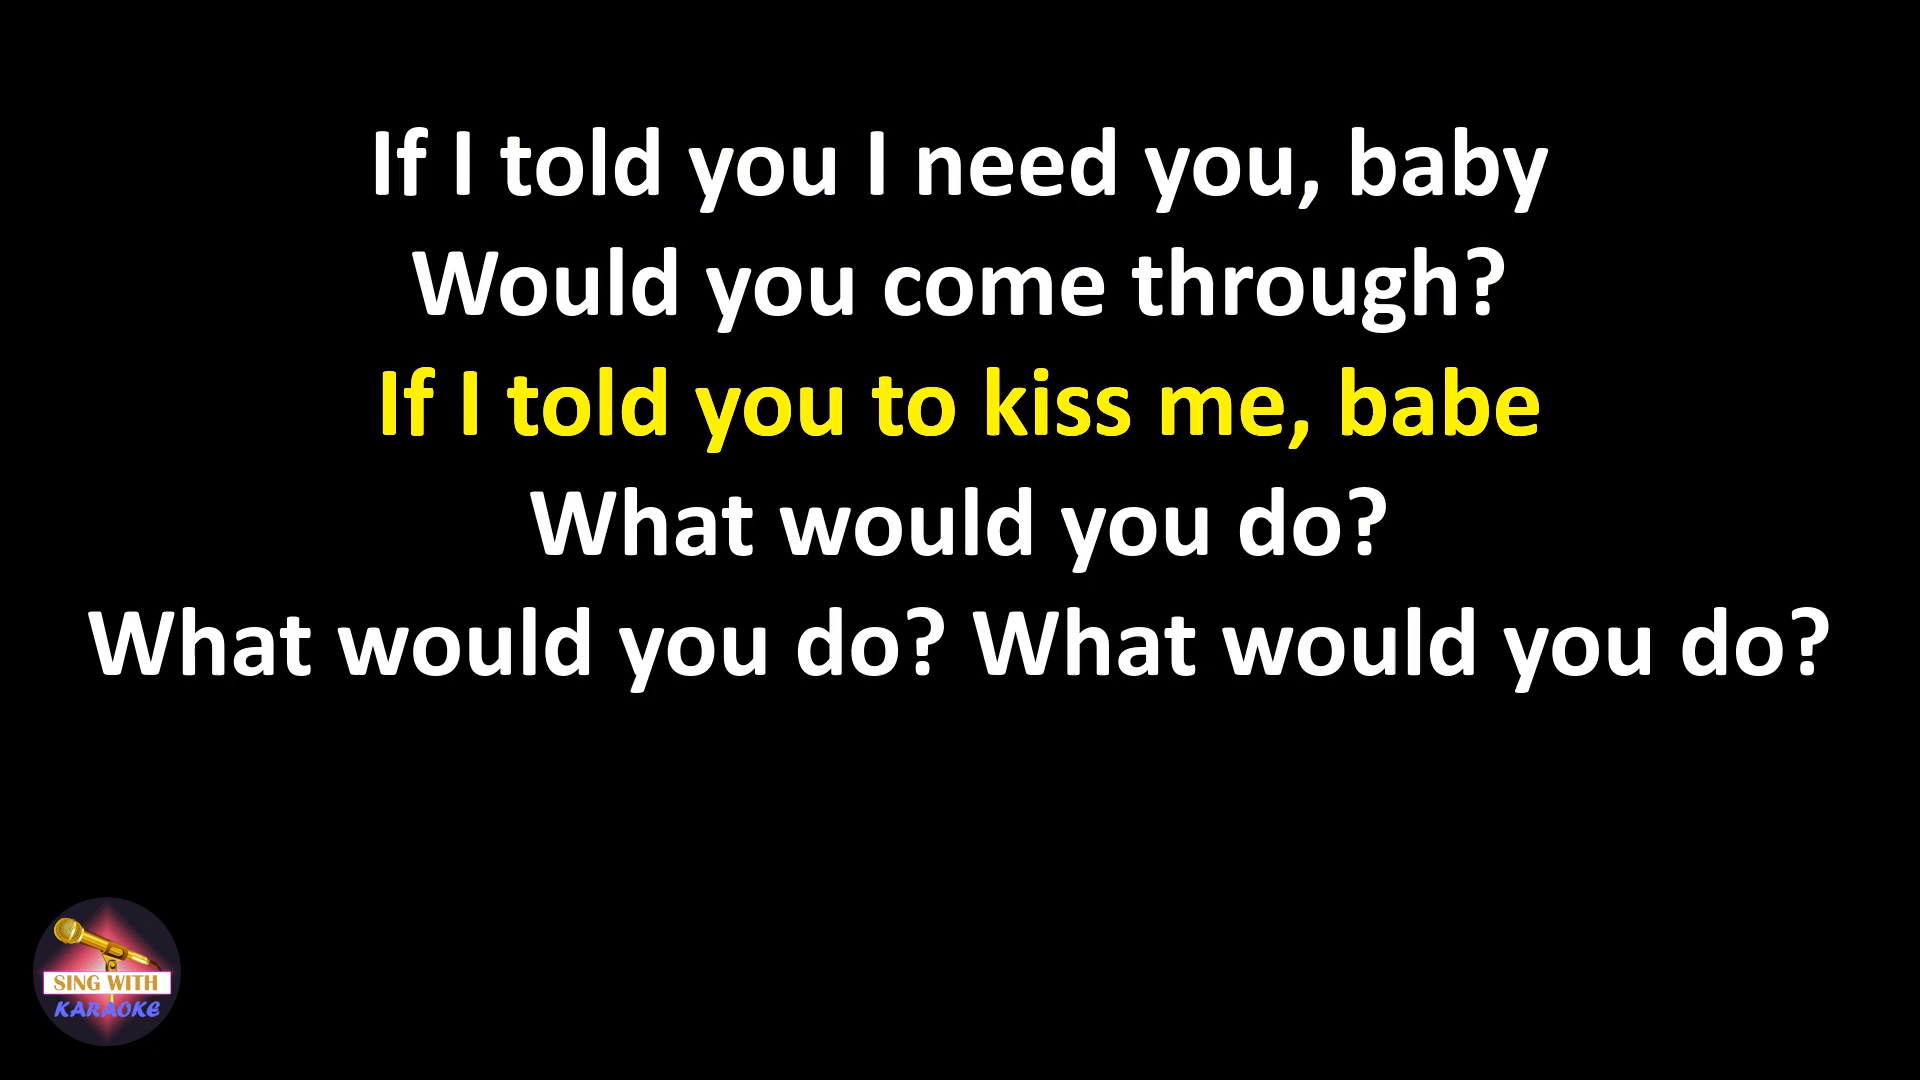 If I told you I need you, baby
Would you come through?
If I told you to kiss me, babe
What would you do?
What would you do? What would you do?
SING WITH
KARAOKE